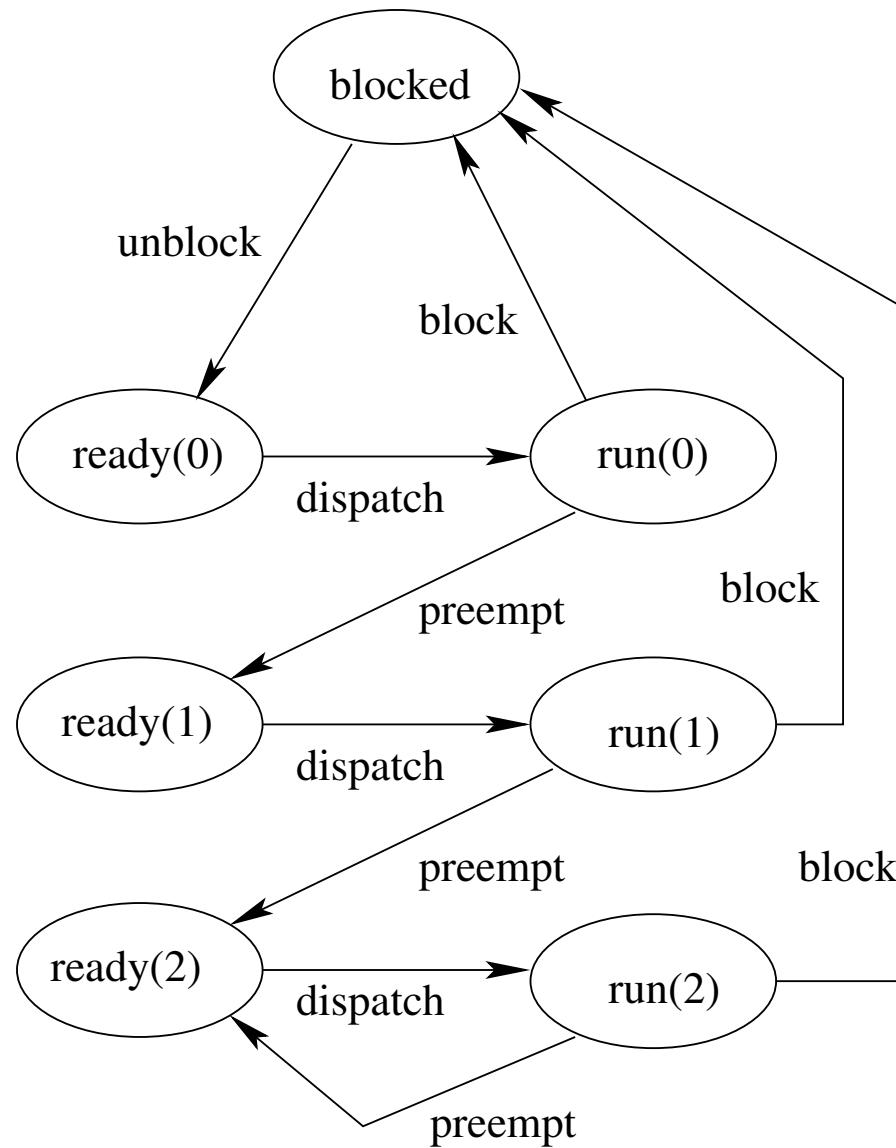 blocked
unblock
block
ready(0)
run(0)
dispatch
block
preempt
ready(1)
run(1)
dispatch
preempt
block
ready(2)
run(2)
dispatch
preempt